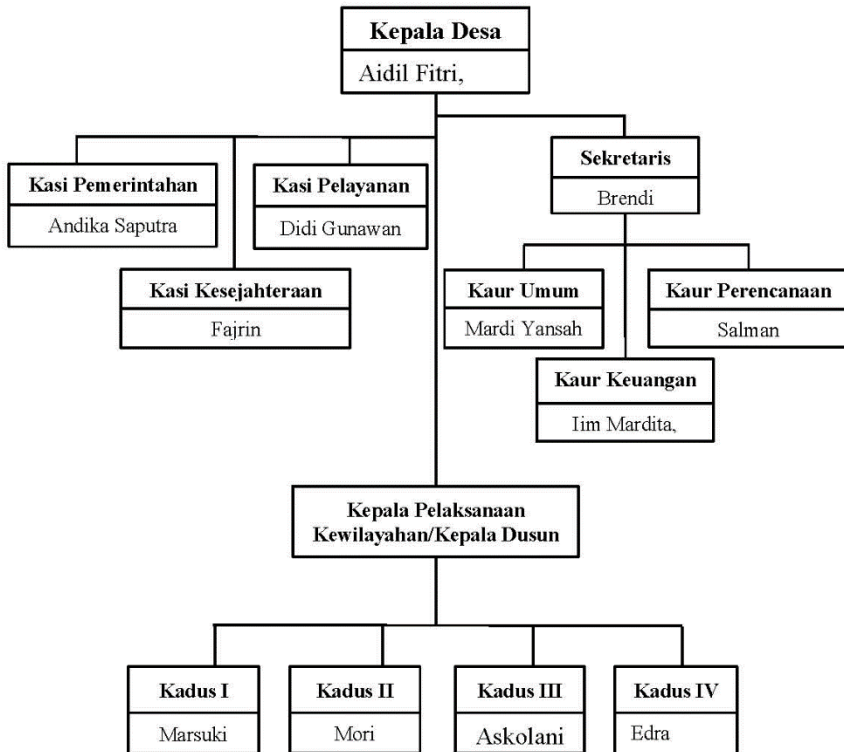 Kepala Desa
Aidil Fitri,
Sekretaris
Brendi
Kasi Pemerintahan
Andika Saputra
Kasi Pelayanan
Didi Gunawan
Kasi Kesejahteraan
Fajrin
Kaur Umum
Mardi Yansah
Kaur Perencanaan
Salman
Kaur Keuangan
Iim Mardita,
Kepala Pelaksanaan
Kewilayahan/Kepala Dusun
Kadus I
Marsuki
Kadus II
Mori
Kadus III
Askolani
Kadus IV
Edra